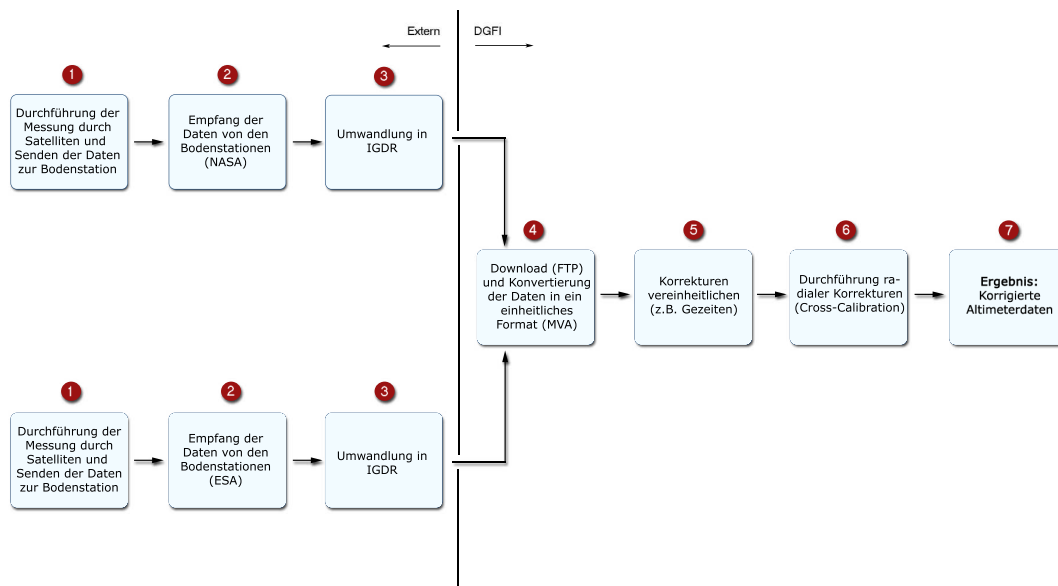 Extern
DGFI
1
2
3
Durchführung der
Messung durch
Satelliten und
Senden der Daten
zur Bodenstation
Empfang der
Daten von den
Bodenstationen
(NASA)
Umwandlung in
IGDR
4
5
6
7
Download (FTP)
und Konvertierung
der Daten in ein
einheitliches
Format (MVA)
Korrekturen
vereinheitlichen
(z.B. Gezeiten)
Durchführung ra-
dialer Korrekturen
(Cross-Calibration)
Ergebnis:
Korrigierte
Altimeterdaten
1
2
3
Durchführung der
Messung durch
Satelliten und
Senden der Daten
zur Bodenstation
Empfang der
Daten von den
Bodenstationen
(ESA)
Umwandlung in
IGDR